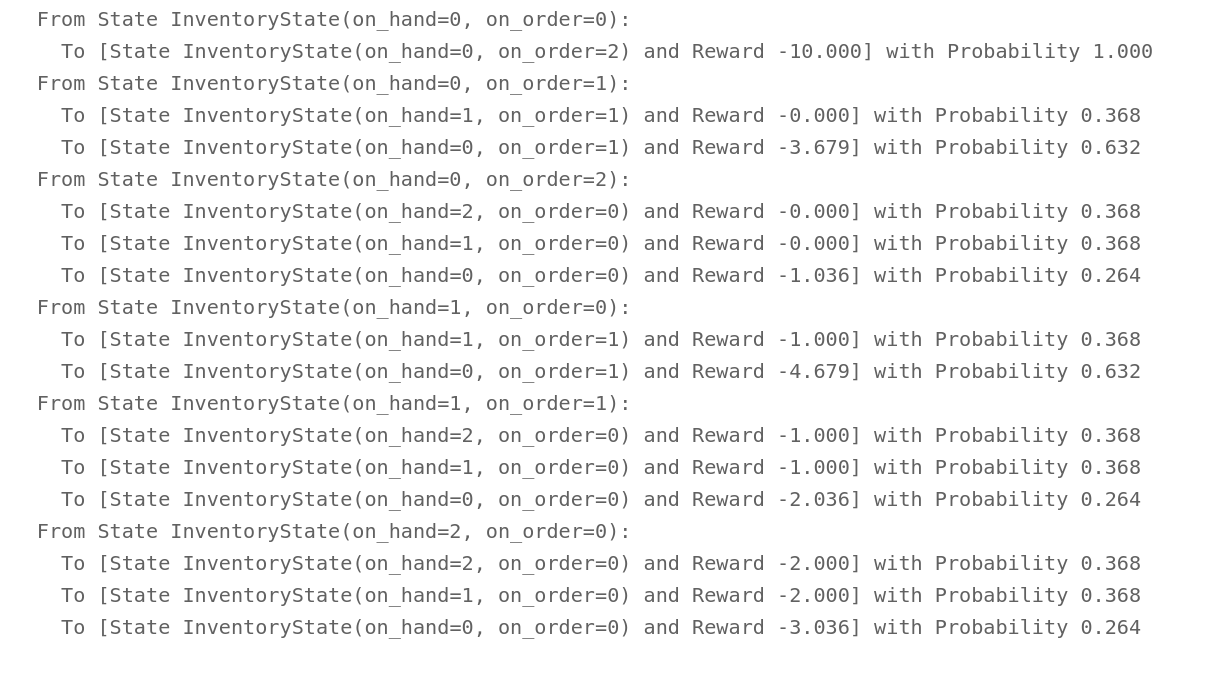 From State InventoryState(on_hand=0, on_order=0):
To [State InventoryState(on_hand=0, on_order=2) and Reward -10.000] with Probability 1.000
From State InventoryState(on_hand=0, on_order=1):
To [State InventoryState(on_hand=1, on_order=1) and Reward -0.000] with Probability 0.368
To [State InventoryState(on_hand=0, on_order=1) and Reward -3.679] with Probability 0.632
From State InventoryState(on_hand=0, on_order=2):
To [State InventoryState(on_hand=2, on_order=0) and Reward -0.000] with Probability 0.368
To [State InventoryState(on_hand=1, on_order=0) and Reward -0.000] with Probability 0.368
To [State InventoryState(on_hand=0, on_order=0) and Reward -1.036] with Probability 0.264
From State InventoryState(on_hand=1, on_order=0):
To [State InventoryState(on_hand=1, on_order=1) and Reward -1.000] with Probability 0.368
To [State InventoryState(on_hand=0, on_order=1) and Reward -4.679] with Probability 0.632
From State InventoryState(on_hand=1, on_order=1):
To [State InventoryState(on_hand=2, on_order=0) and Reward -1.000] with Probability 0.368
To [State InventoryState(on_hand=1, on_order=0) and Reward -1.000] with Probability 0.368
To [State InventoryState(on_hand=0, on_order=0) and Reward -2.036] with Probability 0.264
From State InventoryState(on_hand=2, on_order=0):
To [State InventoryState(on_hand=2, on_order=0) and Reward -2.000] with Probability 0.368
To [State InventoryState(on_hand=1, on_order=0) and Reward -2.000] with Probability 0.368
To [State InventoryState(on_hand=0, on_order=0) and Reward -3.036] with Probability 0.264